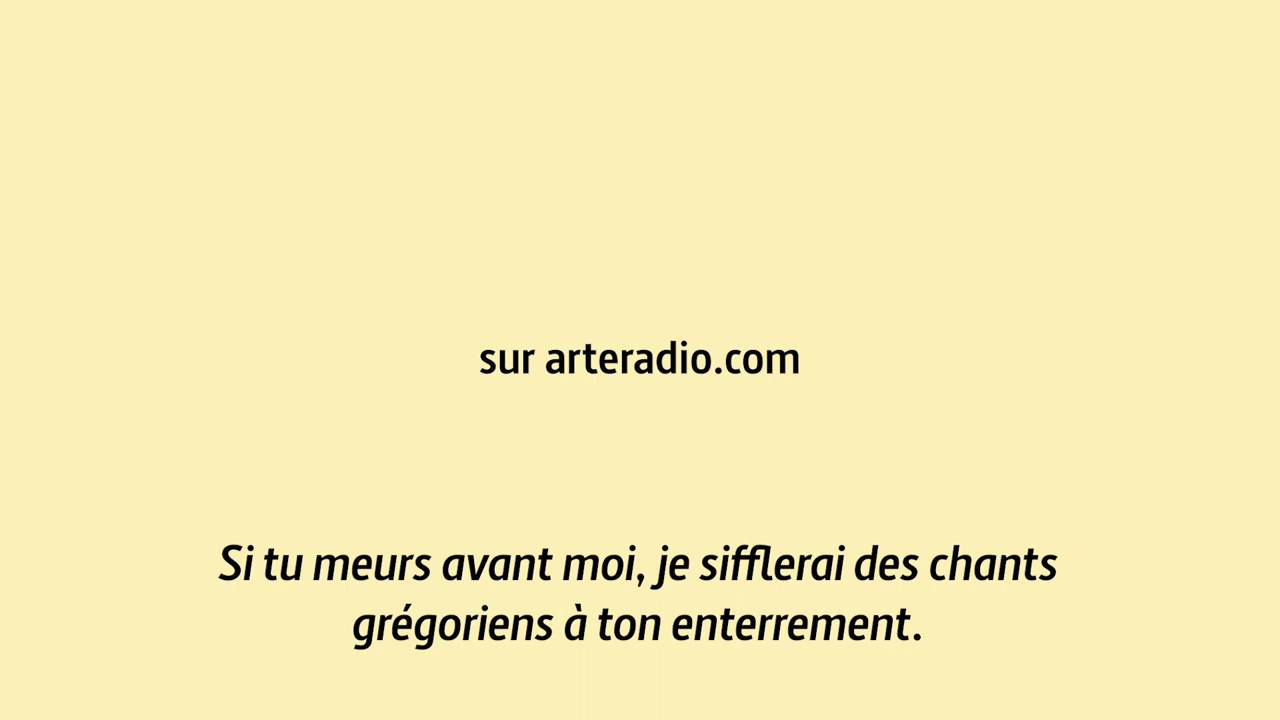 sur arteradio.com
Si tu meurs avant moi, je sifflerai des chants
grégoriens à ton enterrement.